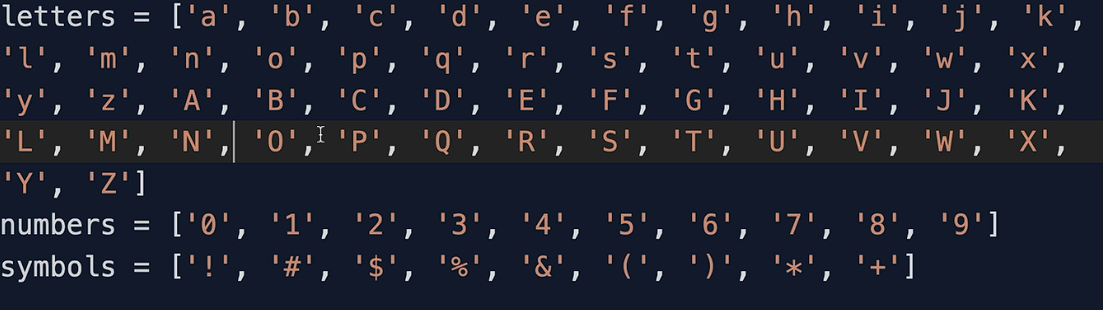 letters = ['a', 'b', 'c', 'd', 'e', 'f', 'g', 'h', 'i', 'j', 'k',
'l', 'm', 'n', 'o', 'p', 'q', 'r', 's', 't', 'u', 'v', 'w', 'x',
'y', 'z', 'A', 'B', 'C', 'D', 'E', 'F', 'G', 'H', 'I', 'J', 'K',
'L', 'M', 'N', 'O', 'P', 'Q', 'R', 'S', 'T', 'U', 'V', 'W', 'X',
'Y', 'Z']
numbers = ['0', '1', '2', '3', '4', '5', '6', '7', '8', '9']
symbols = ['!', '#', '$', '%', '&', '(', ')', '*', '+']